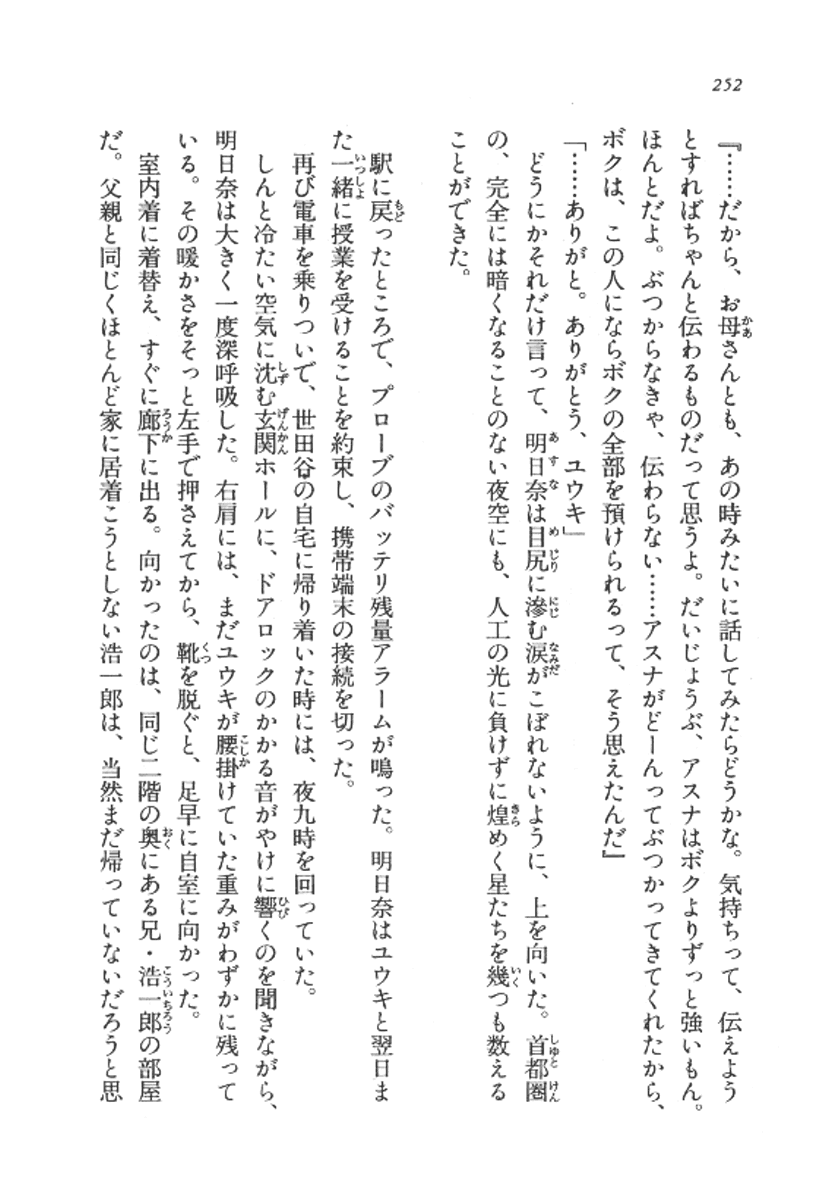 252
『……だから、お母さんとも、あの時みたいに話してみたらどうかな。気持ちって、伝えよう
とすればちゃんと伝わるものだって思うよ。だいじょうぶ、アスナはボクよりずっと強いもん。
ほんとだよ。ぶつからなきゃ、伝わらない……アスナがどーんってぶつかってきてくれたから、
ボクは、この人にならボクの全部を預けられるって、そう思えたんだ』
「……ありがと。ありがとう、ユウキ」
どうにかそれだけ言って、明日奈は目尻に滲む涙がこぼれないように、上を向いた。首都圏
の、完全には暗くなることのない夜空にも、人工の光に負けずに煌めく星たちを幾つも数える
ことができた。
駅に戻ったところで、プローブのバッテリ残量アラームが鳴った。明日奈はユウキと翌日ま
た一緒に授業を受けることを約束し、携帯端末の接続を切った。
再び電車を乗りついで、世田谷の自宅に帰り着いた時には、夜九時を回っていた。
しんと冷たい空気に沈む玄関ホールに、ドアロックのかかる音がやけに響くのを聞きながら、
明日奈は大きく一度深呼吸した。右肩には、まだユウキが腰掛けていた重みがわずかに残って
いる。その暖かさをそっと左手で押さえてから、靴を脱ぐと、足早に自室に向かった。
室内着に着替え、すぐに廊下に出る。向かったのは、同じ二階の奥にある兄・浩一郎の部屋
だ。父親と同じくほとんど家に居着こうとしない浩一郎は、当然まだ帰っていないだろうと思